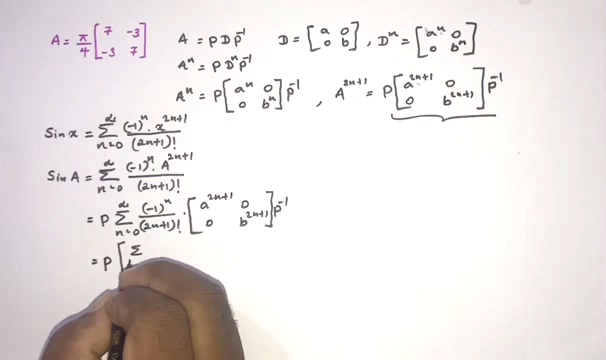 A = π/4 [7 -3; -3 7] A = PDP⁻¹ D = [a 0; 0 b], Dⁿ = [aⁿ 0; 0 bⁿ]
Aⁿ = PDⁿP⁻¹
Aⁿ = P[aⁿ 0; 0 bⁿ]P⁻¹, A²ⁿ⁺¹ = P[a²ⁿ⁺¹ 0; 0 b²ⁿ⁺¹]P⁻¹
Sin x = Σ_{n=0}^{∞} (-1)ⁿ·x²ⁿ⁺¹/(2n+1)!
Sin A = Σ_{n=0}^{∞} (-1)ⁿ·A²ⁿ⁺¹/(2n+1)!
= P Σ_{n=0}^{∞} (-1)ⁿ/(2n+1)! · [a²ⁿ⁺¹ 0; 0 b²ⁿ⁺¹]P⁻¹
= P[Σ